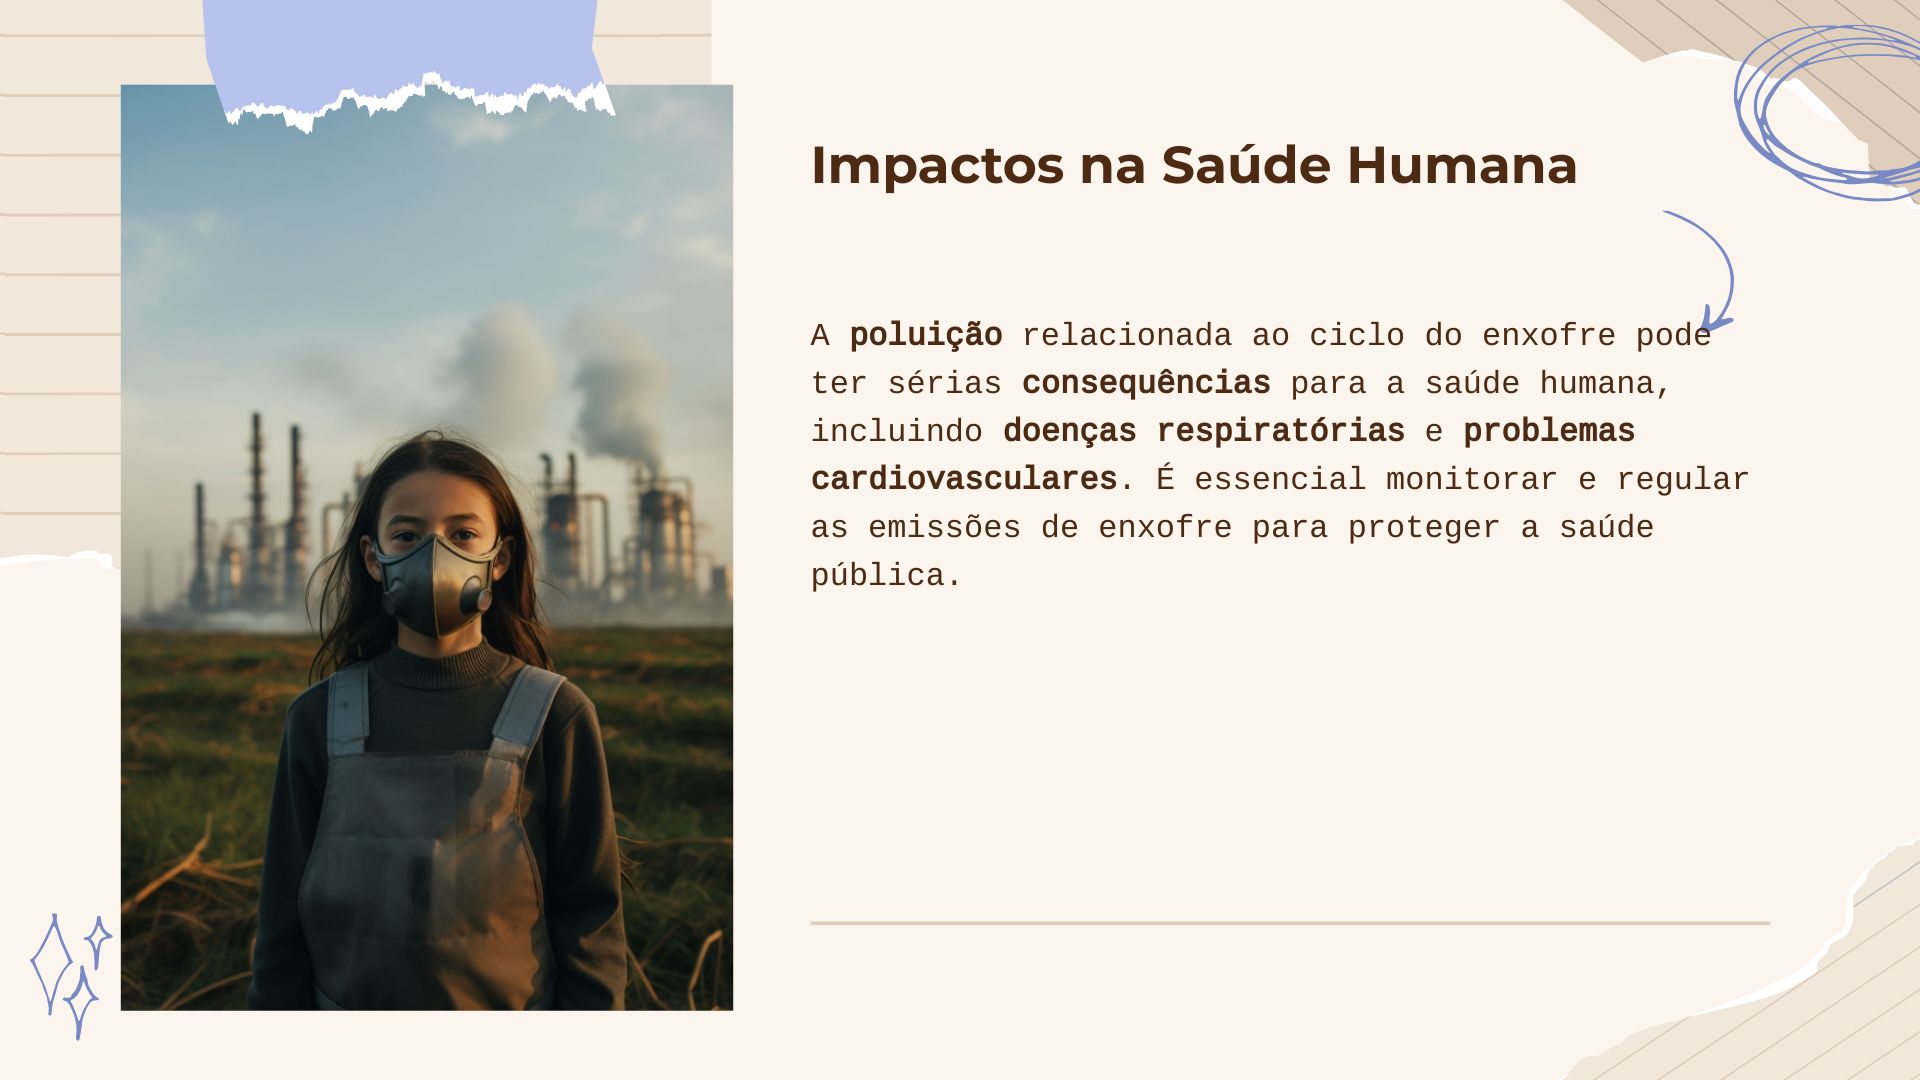 Impactos na Saúde Humana
A poluição relacionada ao ciclo do enxofre pode
ter sérias consequências para a saúde humana,
incluindo doenças respiratórias e problemas
cardiovasculares. É essencial monitorar e regular
as emissões de enxofre para proteger a saúde
pública.